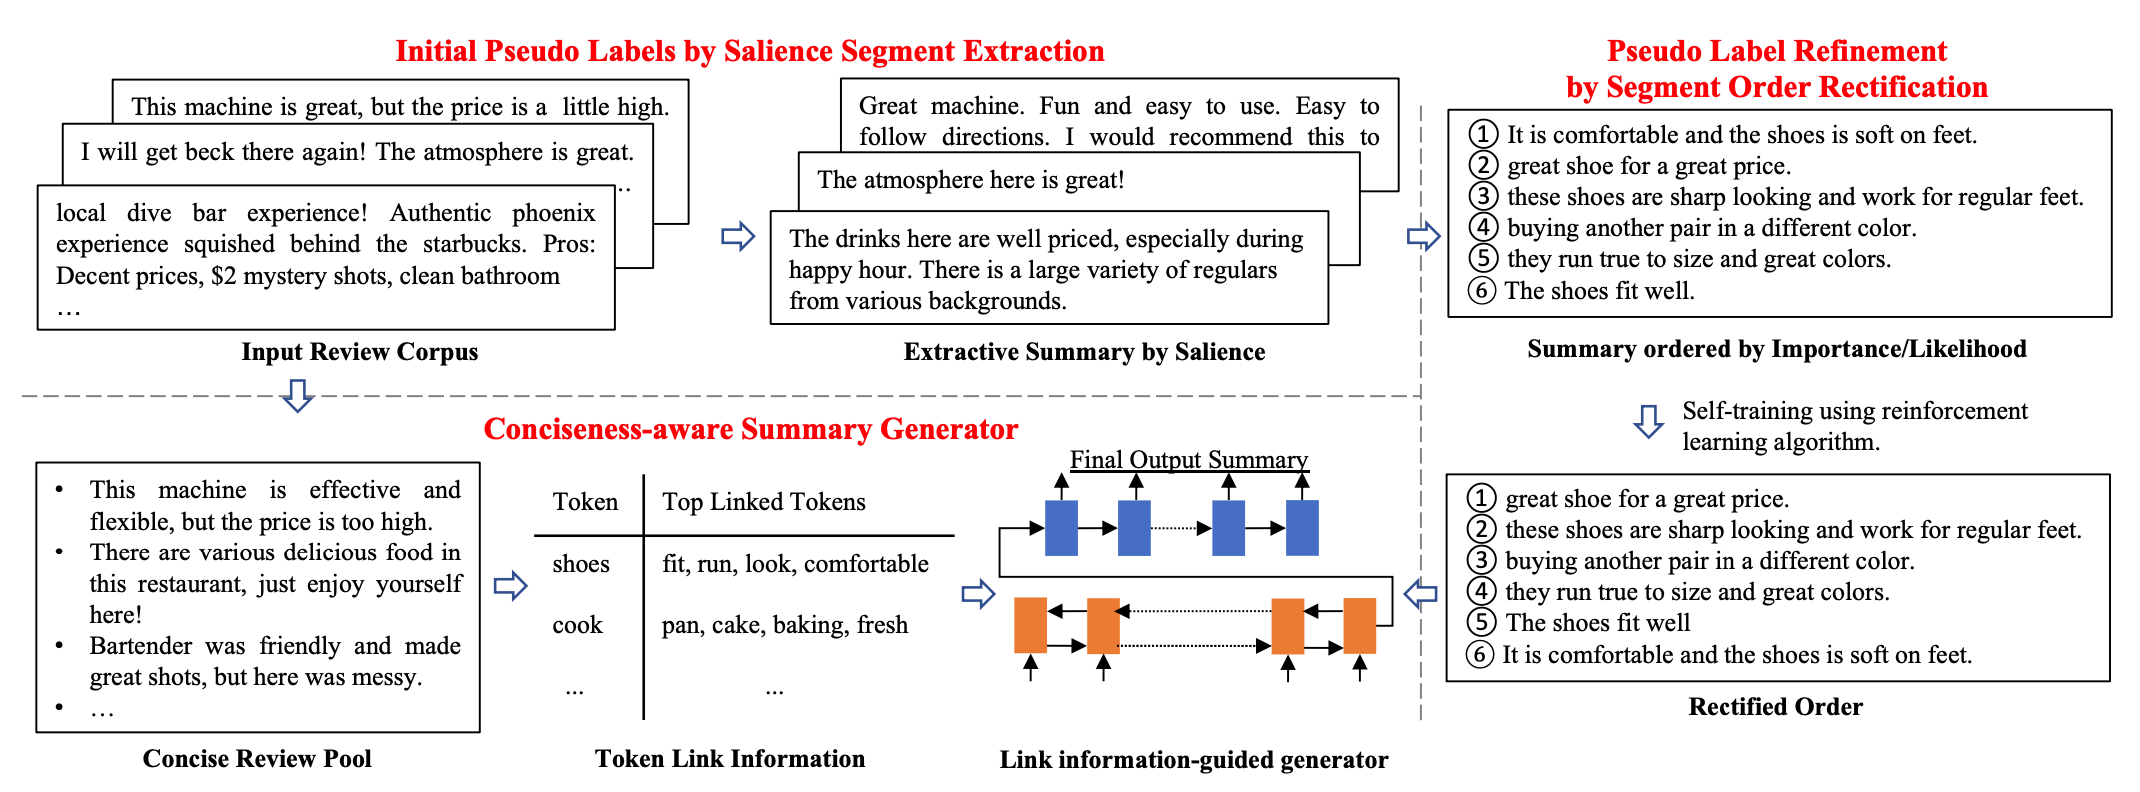 Initial Pseudo Labels by Salience Segment Extraction
This machine is great, but the price is a little high.
I will get beck there again! The atmosphere is great.
..
local dive bar experience! Authentic phoenix
experience squished behind the starbucks. Pros:
Decent prices, $2 mystery shots, clean bathroom
…
Input Review Corpus
Great machine. Fun and easy to use. Easy to
follow directions. I would recommend this to
The atmosphere here is great!
The drinks here are well priced, especially during
happy hour. There is a large variety of regulars
from various backgrounds.
Extractive Summary by Salience
Pseudo Label Refinement
by Segment Order Rectification
① It is comfortable and the shoes is soft on feet.
② great shoe for a great price.
③ these shoes are sharp looking and work for regular feet.
④ buying another pair in a different color.
⑤ they run true to size and great colors.
⑥ The shoes fit well.
Summary ordered by Importance/Likelihood
Self-training using reinforcement
learning algorithm.
① great shoe for a great price.
② these shoes are sharp looking and work for regular feet.
③ buying another pair in a different color.
④ they run true to size and great colors.
⑤ The shoes fit well
⑥ It is comfortable and the shoes is soft on feet.
Rectified Order
Conciseness-aware Summary Generator
• This machine is effective and
flexible, but the price is too high.
• There are various delicious food in
this restaurant, just enjoy yourself
here!
• Bartender was friendly and made
great shots, but here was messy.
• …
Concise Review Pool
Token Top Linked Tokens
shoes fit, run, look, comfortable
cook pan, cake, baking, fresh
... ...
Token Link Information
Final Output Summary
Link information-guided generator